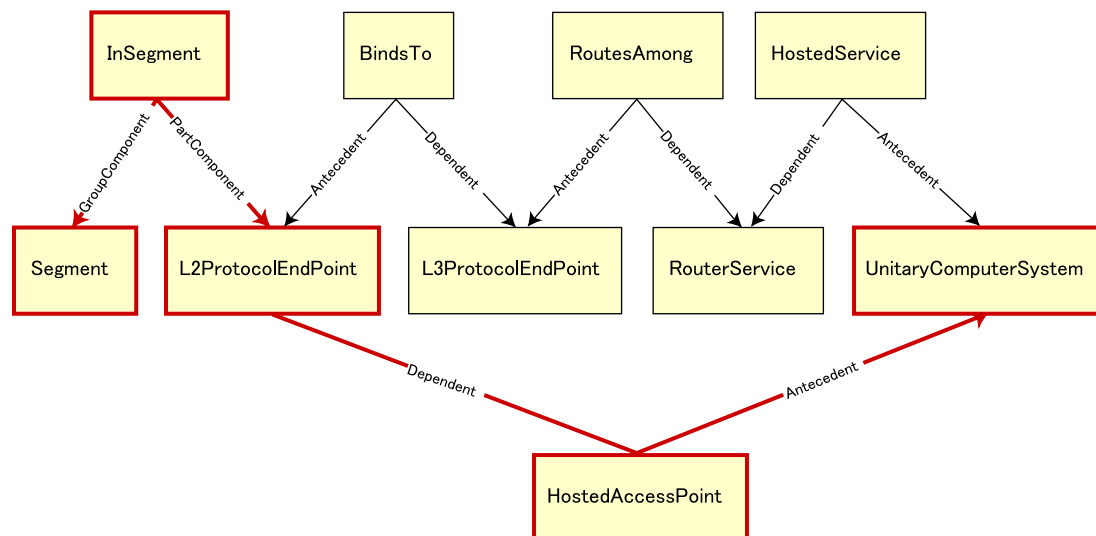 InSegment
BindsTo
RoutesAmong
HostedService
GroupComponent
PartComponent
Antecedent
Dependent
Antecedent
Dependent
Dependent
Antecedent
Segment
L2ProtocolEndPoint
L3ProtocolEndPoint
RouterService
UnitaryComputerSystem
Dependent
Antecedent
HostedAccessPoint